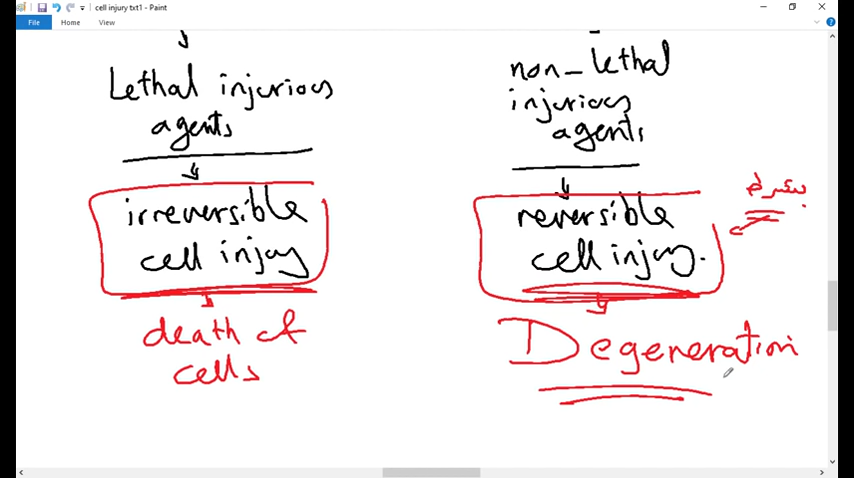 cell injury txt1 - Paint
File Home View
Lethal injurious
agents
irreversible
cell injury
death of
cells
non-Lethal
injurious
agents
reversible
cell injury.
Degeneration